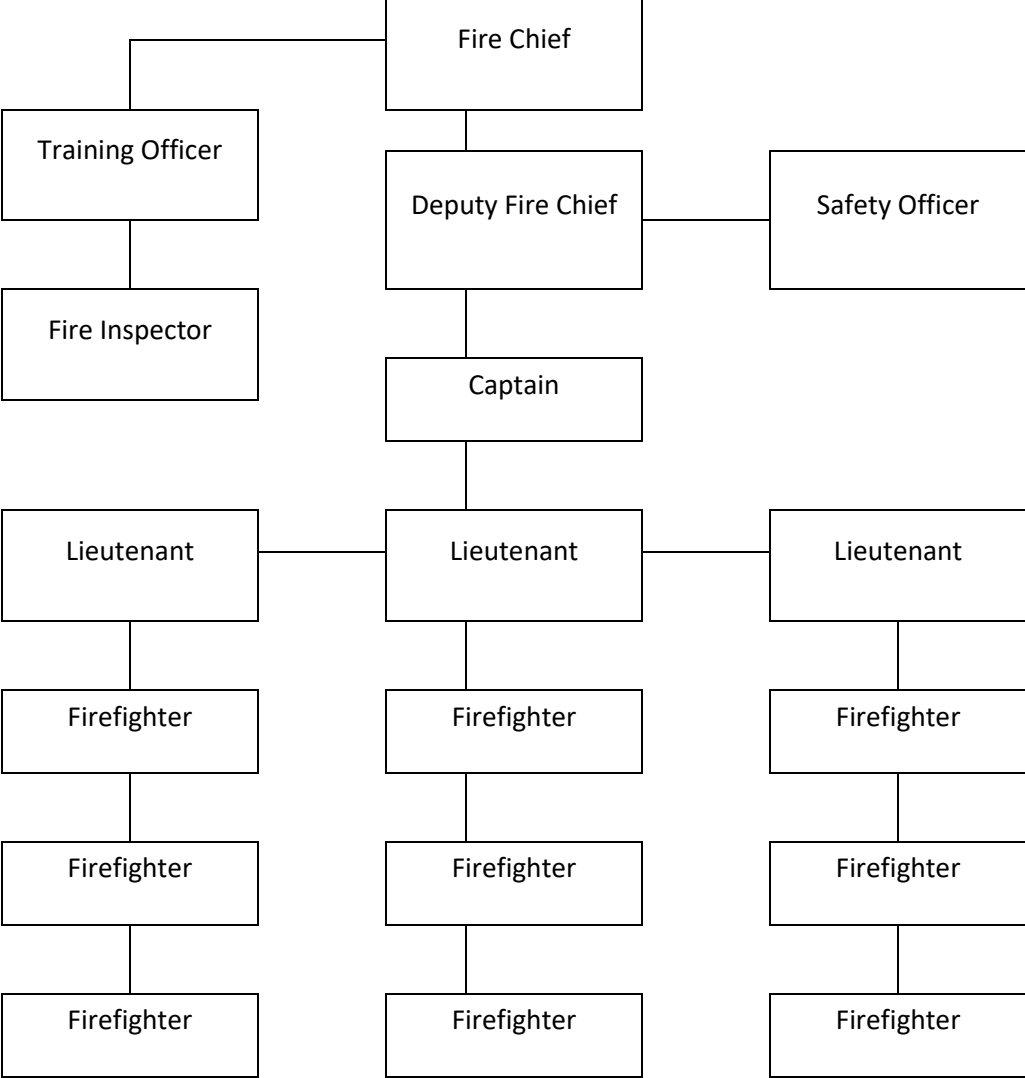 Fire Chief
Training Officer
Deputy Fire Chief
Safety Officer
Fire Inspector
Captain
Lieutenant
Lieutenant
Lieutenant
Firefighter
Firefighter
Firefighter
Firefighter
Firefighter
Firefighter
Firefighter
Firefighter
Firefighter